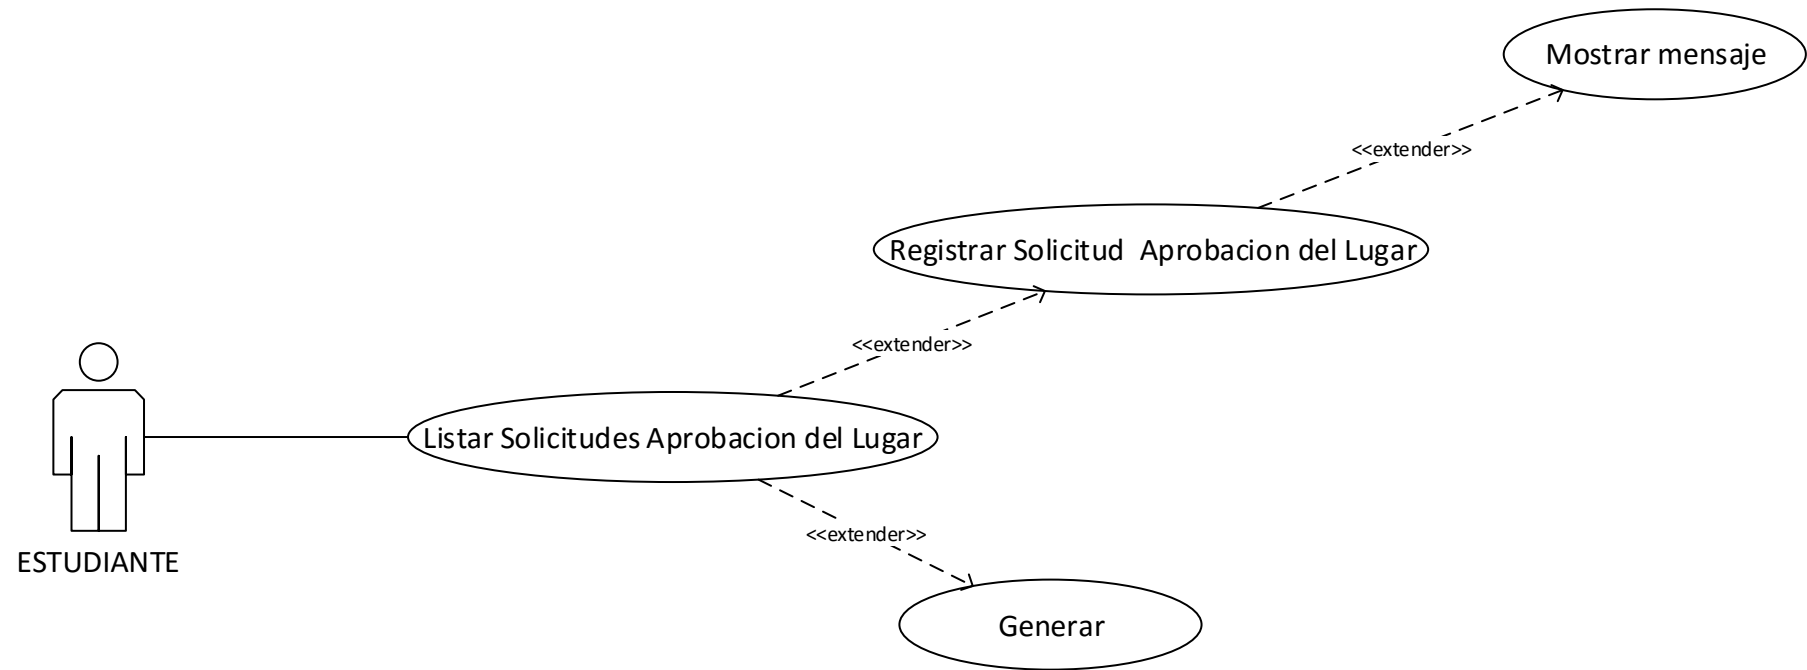 Mostrar mensaje
<<extender>>
Registrar Solicitud  Aprobacion del Lugar
<<extender>>
Listar Solicitudes Aprobacion del Lugar
<<extender>>
ESTUDIANTE
Generar